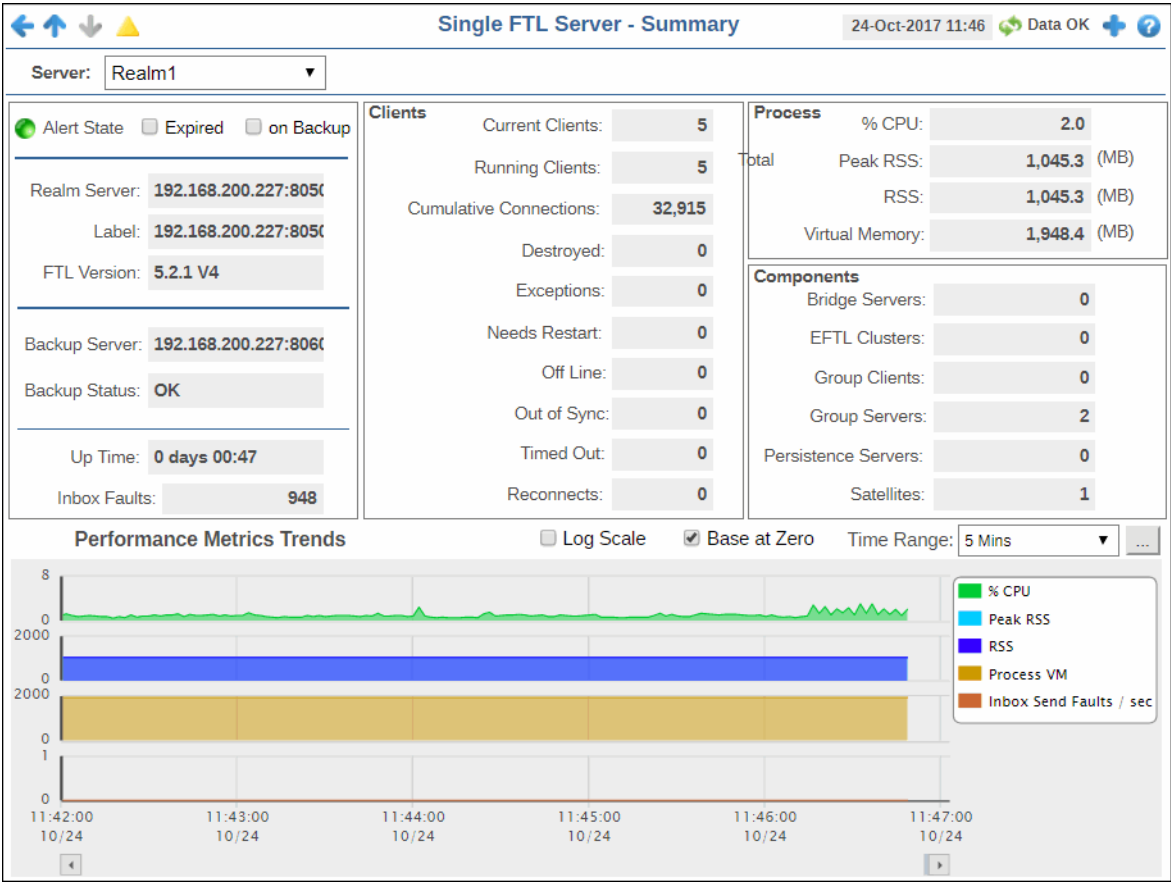 Single FTL Server - Summary
24-Oct-2017 11:46 Data OK
Server: Realm1
Alert State Expired on Backup
Realm Server: 192.168.200.227:8050
Label: 192.168.200.227:8050
FTL Version: 5.2.1 V4
Backup Server: 192.168.200.227:8060
Backup Status: OK
Up Time: 0 days 00:47
Inbox Faults: 948
Clients
Current Clients: 5
Running Clients: 5
Cumulative Connections: 32,915
Destroyed: 0
Exceptions: 0
Needs Restart: 0
Off Line: 0
Out of Sync: 0
Timed Out: 0
Reconnects: 0
Process
% CPU: 2.0
Total Peak RSS: 1,045.3 (MB)
RSS: 1,045.3 (MB)
Virtual Memory: 1,948.4 (MB)
Components
Bridge Servers: 0
EFTL Clusters: 0
Group Clients: 0
Group Servers: 2
Persistence Servers: 0
Satellites: 1
Performance Metrics Trends Log Scale Base at Zero Time Range: 5 Mins ...
8
0
2000
0
2000
0
1
0
11:42:00 11:43:00 11:44:00 11:45:00 11:46:00 11:47:00
10/24 10/24 10/24 10/24 10/24 10/24
% CPU
Peak RSS
RSS
Process VM
Inbox Send Faults / sec